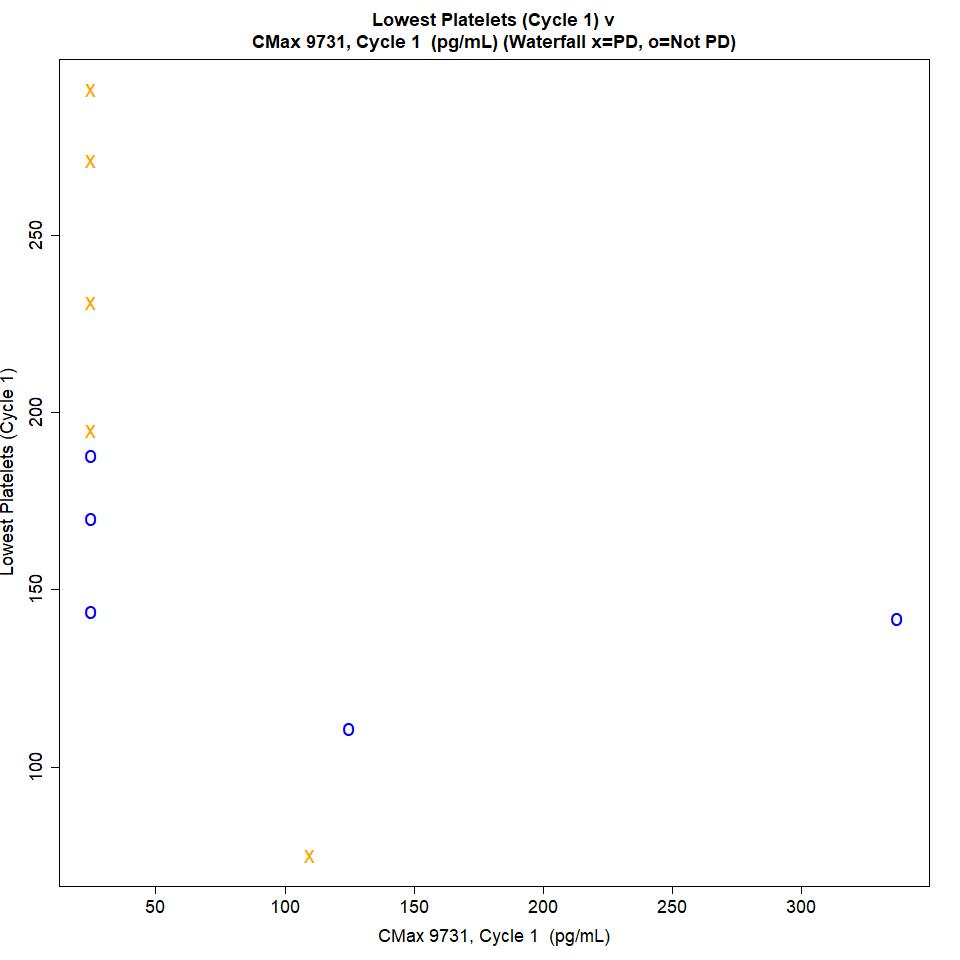 Lowest Platelets (Cycle 1) v
CMax 9731, Cycle 1  (pg/mL) (Waterfall x=PD, o=Not PD)
X
X
250
X
Lowest Platelets (Cycle 1)
200
X
O
O
150
O
O
O
100
X
50 100 150 200 250 300
CMax 9731, Cycle 1  (pg/mL)